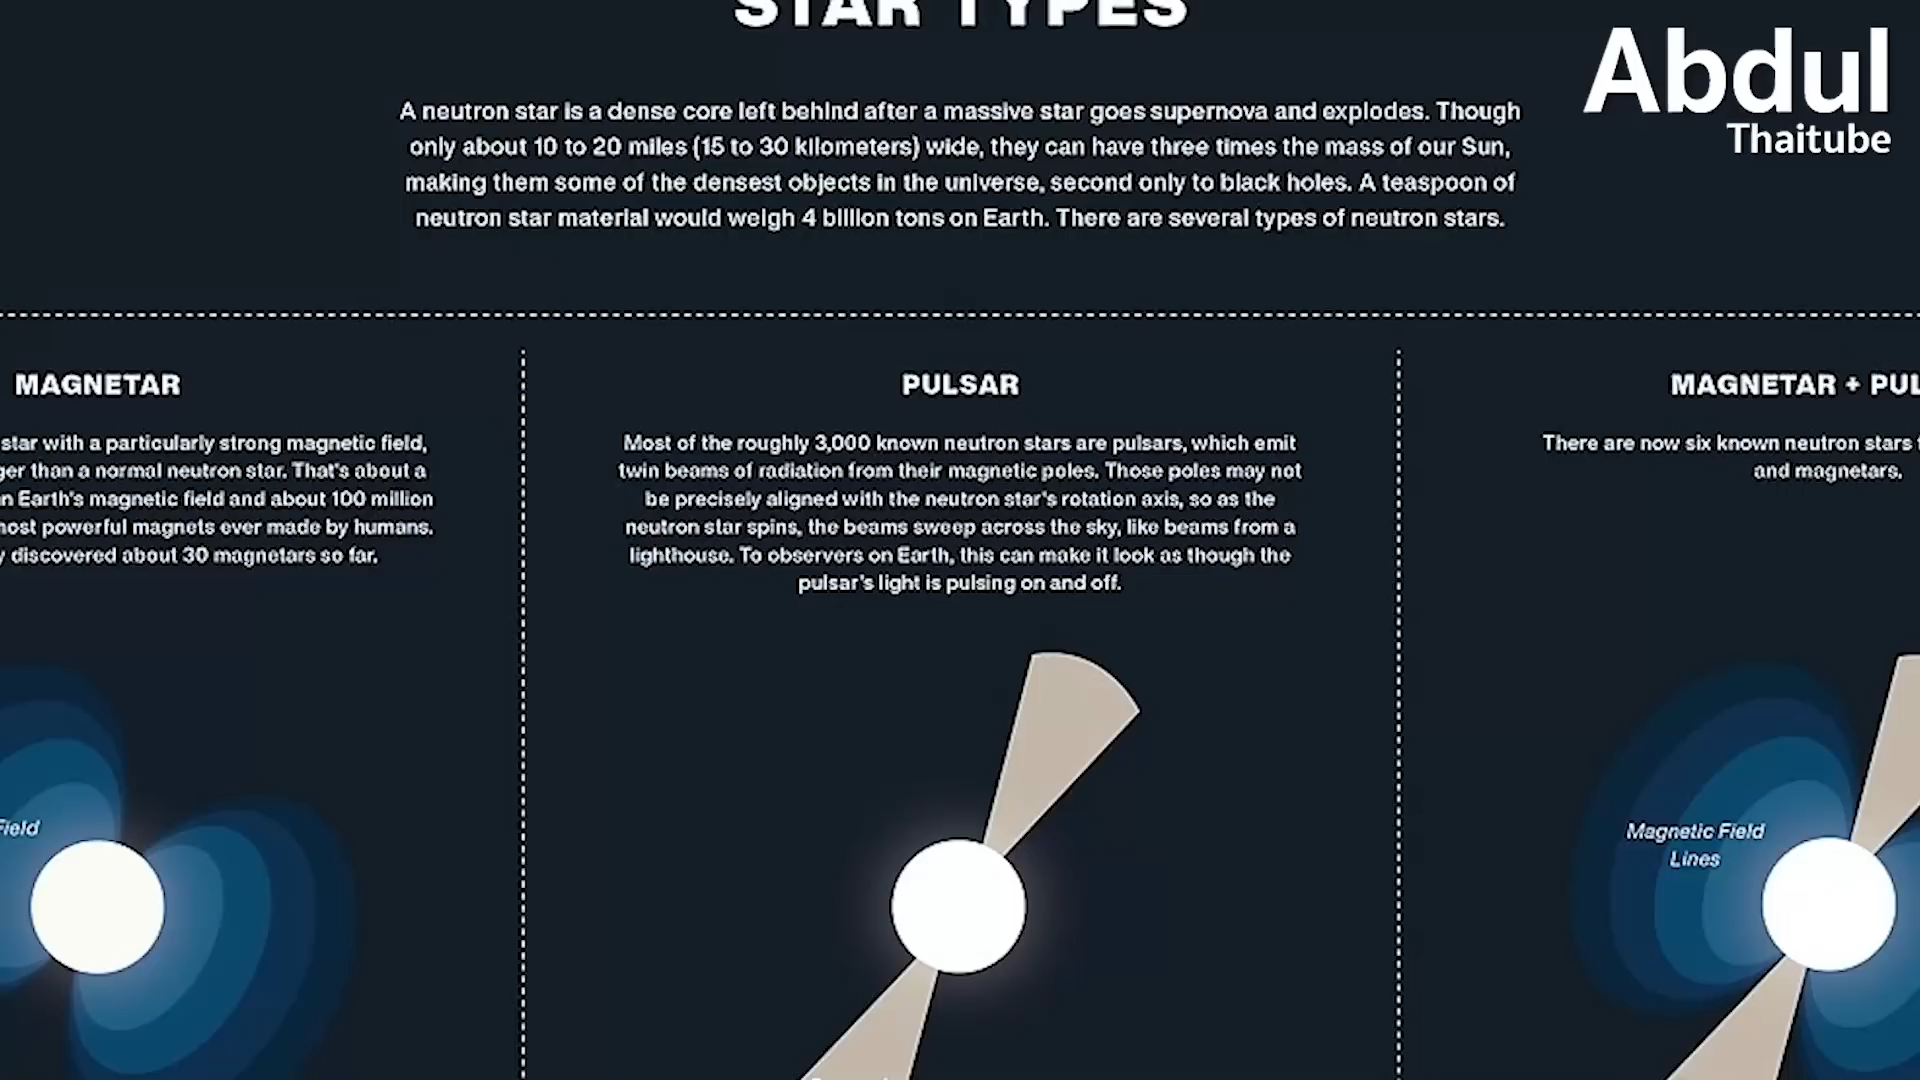 STAR TYPES
Abdul
Thaitube
A neutron star is a dense core left behind after a massive star goes supernova and explodes. Though
only about 10 to 20 miles (15 to 30 kilometers) wide, they can have three times the mass of our Sun,
making them some of the densest objects in the universe, second only to black holes. A teaspoon of
neutron star material would weigh 4 billion tons on Earth. There are several types of neutron stars.
MAGNETAR
star with a particularly strong magnetic field,
than a normal neutron star. That's about a
Earth's magnetic field and about 100 million
powerful magnets ever made by humans.
discovered about 30 magnetars so far.
Field
PULSAR
Most of the roughly 3,000 known neutron stars are pulsars, which emit
twin beams of radiation from their magnetic poles. Those poles may not
be precisely aligned with the neutron star's rotation axis, so as the
neutron star spins, the beams sweep across the sky, like beams from a
lighthouse. To observers on Earth, this can make it look as though the
pulsar's light is pulsing on and off.
MAGNETAR + PUL
There are now six known neutron stars
and magnetars.
Magnetic Field
Lines